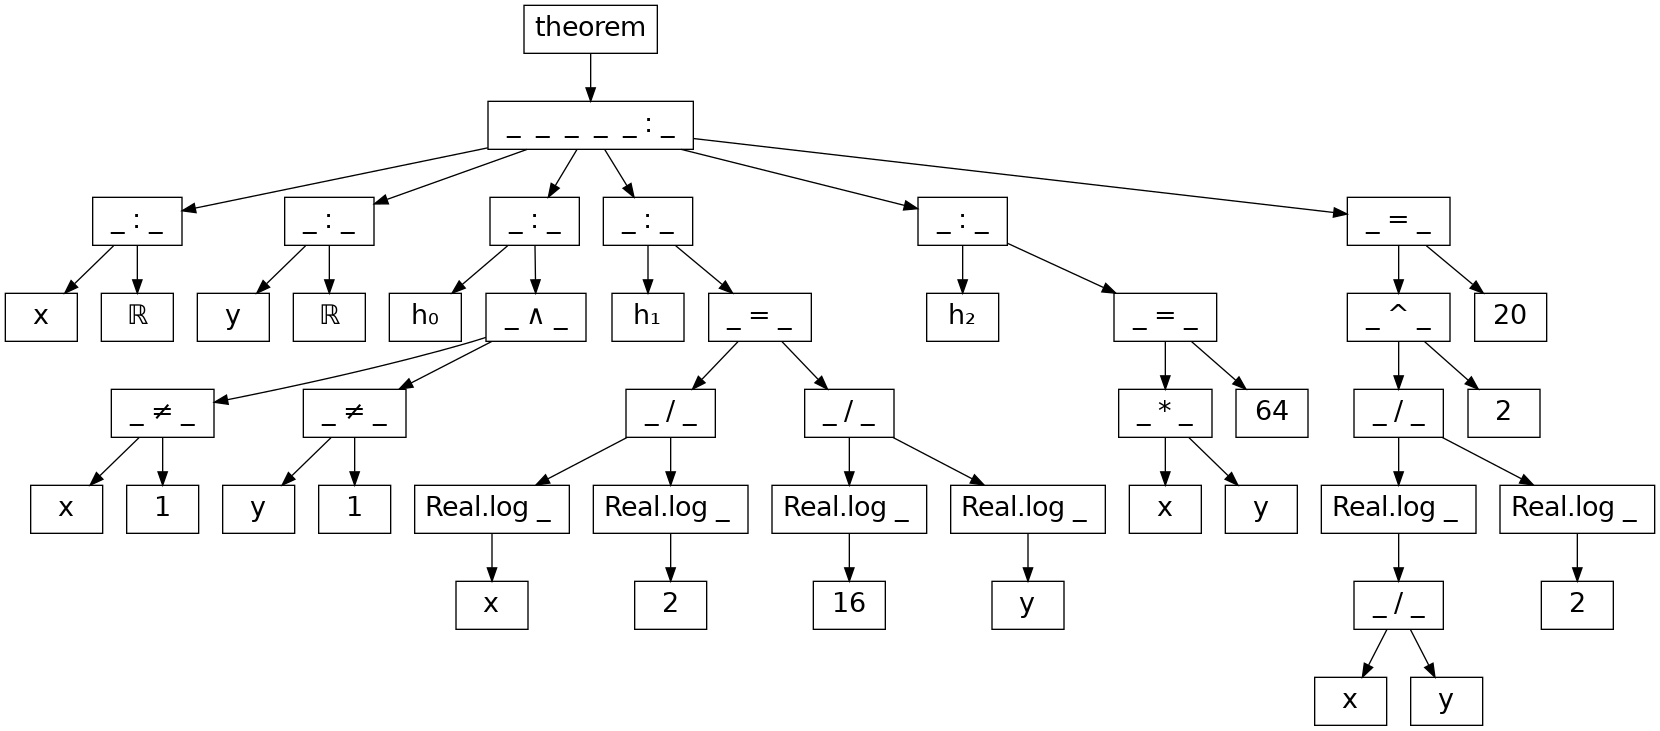 theorem
_ _ _ _ _ : _
_ : _ _ : _ _ : _ _ : _ _ : _ _ = _
x ℝ y ℝ h₀ _ ∧ _ h₁ _ = _ h₂ _ = _ _ ^ _ 20
_ ≠ _ _ ≠ _ _ / _ _ / _ _ * _ 64 _ / _ 2
x 1 y 1 Real.log _ Real.log _ Real.log _ Real.log _ x y Real.log _ Real.log _
x 2 16 y _ / _ 2
x y